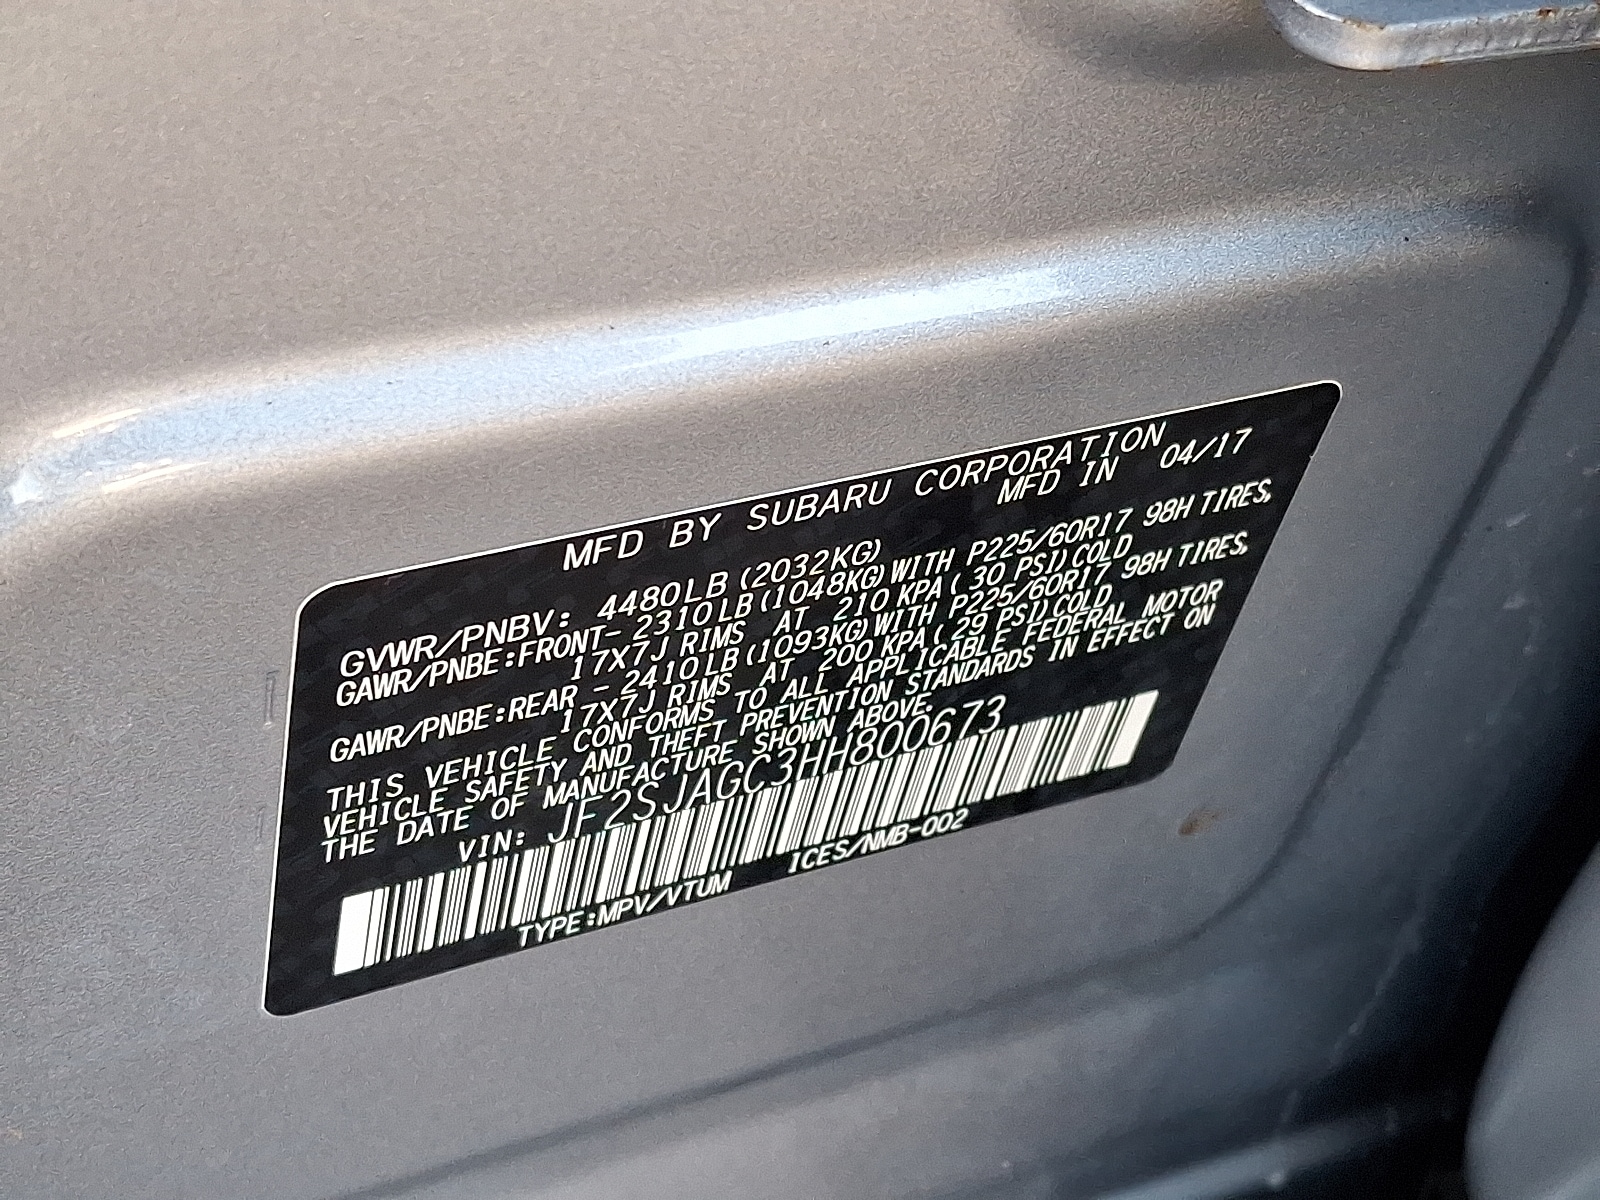 MFD BY SUBARU CORPORATION
MFD IN 04/17
GVWR/PNBV: 4480LB (2032KG)
GAWR/PNBE:FRONT- 2310LB(1048KG)WITH P225/60R17 98H TIRES,
17X7J RIMS AT 210 KPA( 30 PSI)COLD
GAWR/PNBE:REAR - 2410LB(1093KG)WITH P225/60R17 98H TIRES,
17X7J RIMS AT 200 KPA( 29 PSI)COLD
THIS VEHICLE CONFORMS TO ALL APPLICABLE FEDERAL MOTOR
VEHICLE SAFETY AND THEFT PREVENTION STANDARDS IN EFFECT ON
THE DATE OF MANUFACTURE SHOWN ABOVE.
VIN: JF2SJAGC3HH800673
TYPE:MPV/VTUM ICES/NMB-002